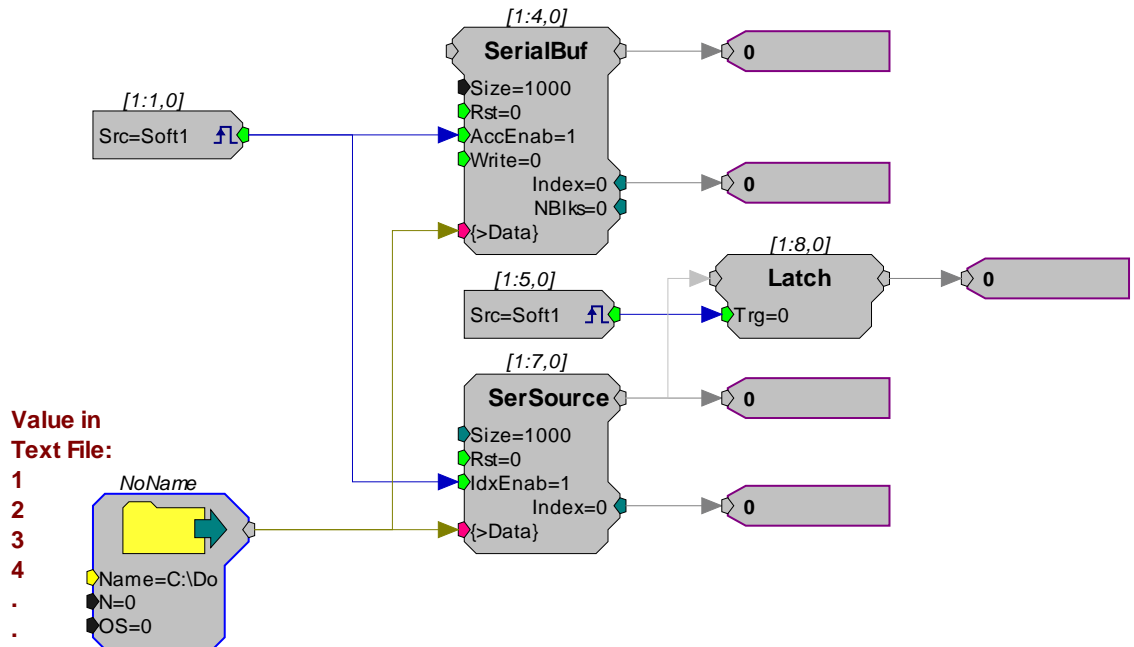 [1:4,0]
SerialBuf
Size=1000
Rst=0
AccEnab=1
Write=0
Index=0
NBlks=0
{>Data}
0
0
[1:1,0]
Src=Soft1
[1:5,0]
Src=Soft1
[1:8,0]
Latch
Trg=0
0
[1:7,0]
SerSource
Size=1000
Rst=0
IdxEnab=1
Index=0
{>Data}
0
0
Value in
Text File:
1
2
3
4
.
.
NoName
Name=C:\Do
N=0
OS=0